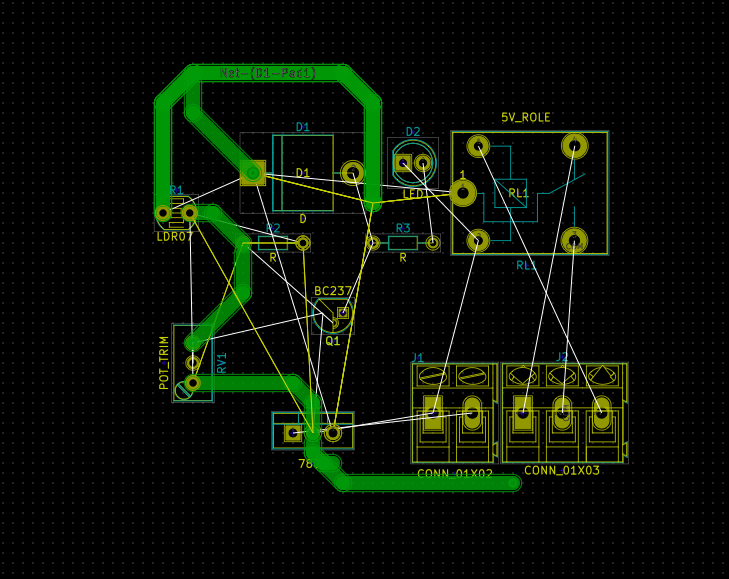 Net-(D1-Pad1)
5V_ROLE
D1
D2
1
D1
RL1
R1
LED
D
LDR07
R2
R3
R
R
RL1
BC237
Q1
POT_TRIM
RV1
J1
J2
CONN_01X02
CONN_01X03